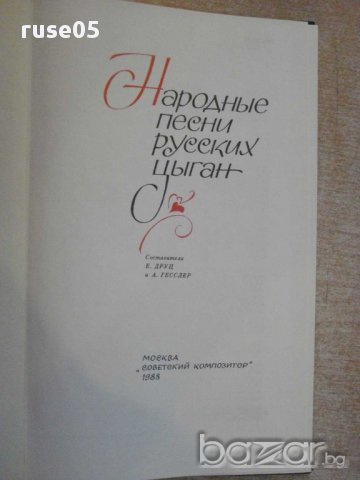 ruse05
Народные
песни
русских
цыган
Составители
Е. ДРУЦ
и А. ГЕССЛЕР
МОСКВА
„СОВЕТСКИЙ КОМПОЗИТОР"
1988
bazar.bg